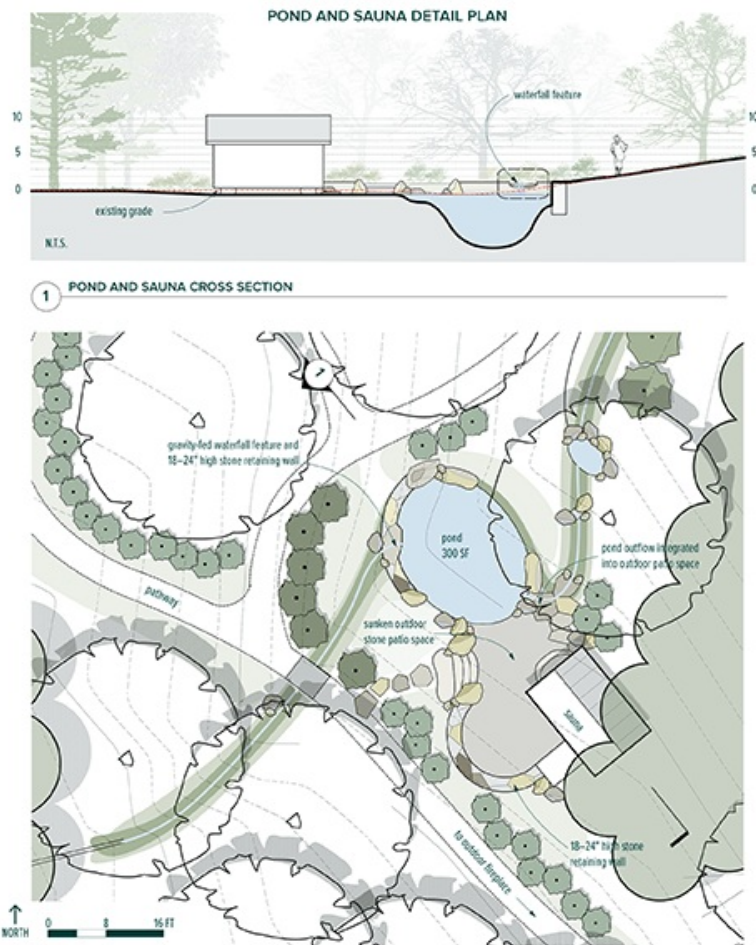 POND AND SAUNA DETAIL PLAN
waterfall feature
10
5
0
10
5
0
existing grade
N.T.S.
1
POND AND SAUNA CROSS SECTION
1
gravity-fed waterfall feature and
18–24" high stone retaining wall
pond
300 SF
pond outflow integrated
into outdoor patio space
pathway
sunken outdoor
stone patio space
sauna
18–24" high stone
retaining wall
to outdoor fireplace
NORTH
0 8 16 FT